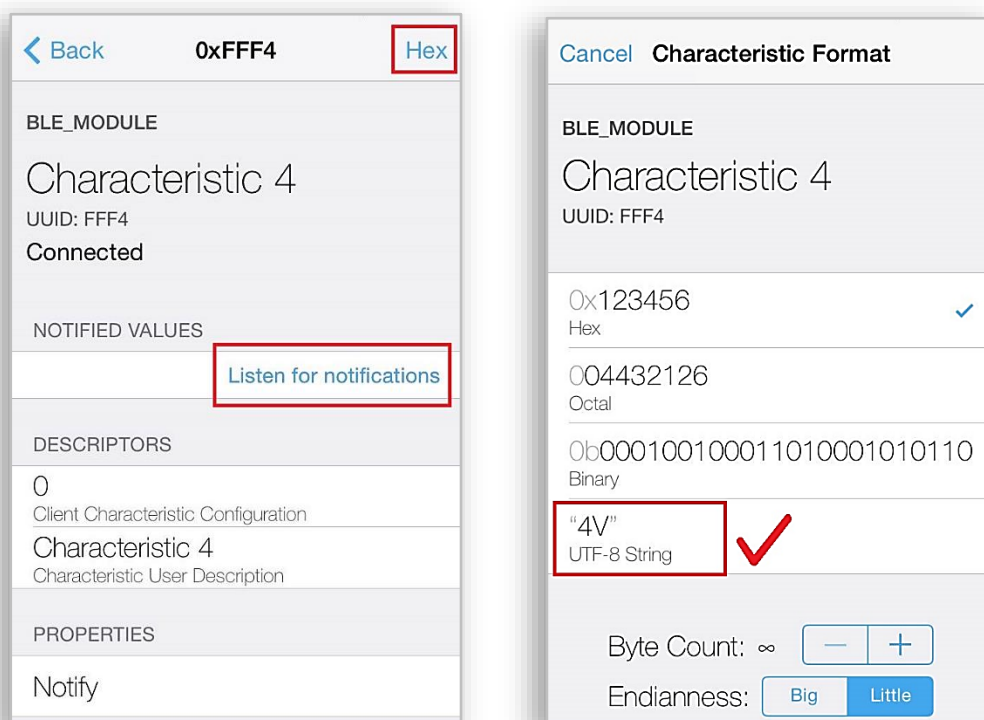 Back 0xFFF4 Hex
BLE_MODULE
Characteristic 4
UUID: FFF4
Connected
NOTIFIED VALUES
Listen for notifications
DESCRIPTORS
0
Client Characteristic Configuration
Characteristic 4
Characteristic User Description
PROPERTIES
Notify
Cancel Characteristic Format
BLE_MODULE
Characteristic 4
UUID: FFF4
0x123456
Hex
004432126
Octal
0b000100100011010001010110
Binary
“4V”
UTF-8 String
Byte Count: ∞ − +
Endianness: Big Little